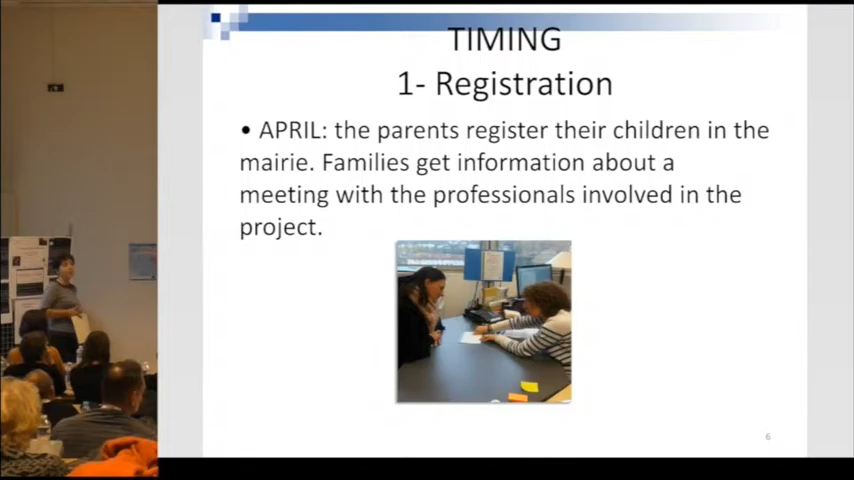 TIMING
1- Registration
• APRIL: the parents register their children in the
mairie. Families get information about a
meeting with the professionals involved in the
project.
6